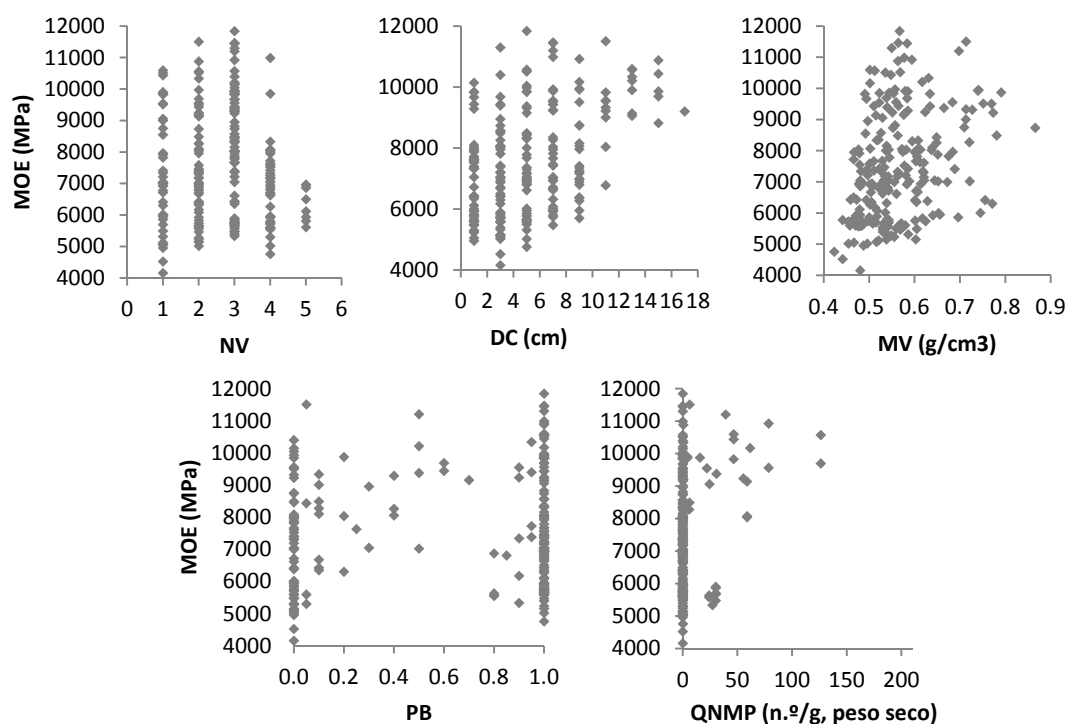 12000 11000 10000 9000 8000 7000 6000 5000 4000
MOE (MPa)
0 1 2 3 4 5 6
NV
12000 11000 10000 9000 8000 7000 6000 5000 4000
0 2 4 6 8 10 12 14 16 18
DC (cm)
12000 11000 10000 9000 8000 7000 6000 5000 4000
0.4 0.5 0.6 0.7 0.8 0.9
MV (g/cm3)
12000 11000 10000 9000 8000 7000 6000 5000 4000
MOE (MPa)
0.0 0.2 0.4 0.6 0.8 1.0
PB
12000 11000 10000 9000 8000 7000 6000 5000 4000
0 50 100 150 200
QNMP (n.º/g, peso seco)